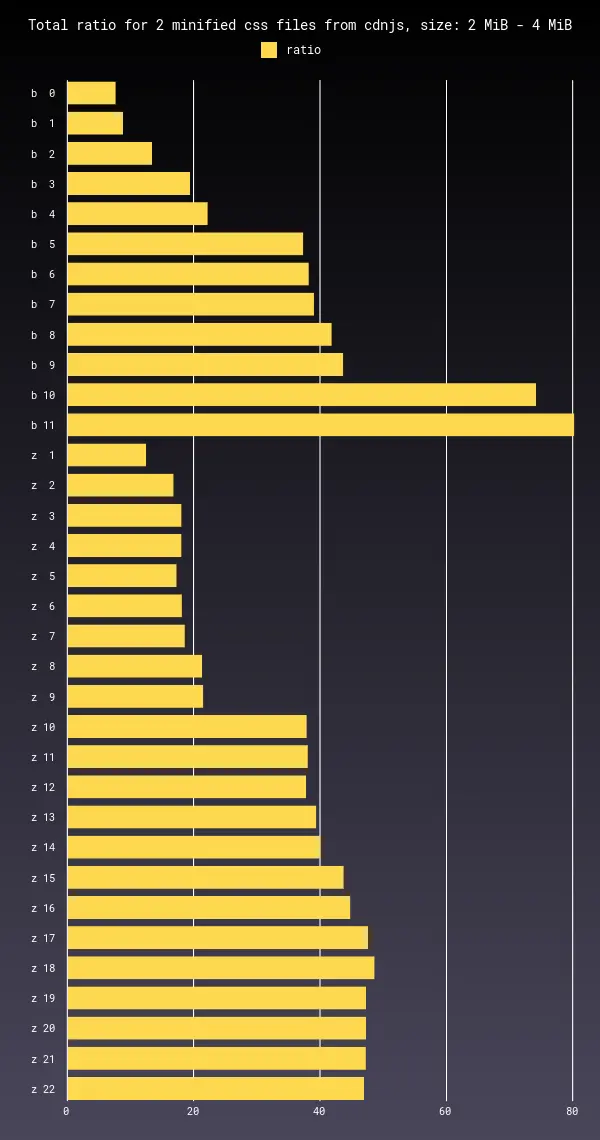 Total ratio for 2 minified css files from cdnjs, size: 2 MiB - 4 MiB
ratio
b 0
b 1
b 2
b 3
b 4
b 5
b 6
b 7
b 8
b 9
b 10
b 11
z 1
z 2
z 3
z 4
z 5
z 6
z 7
z 8
z 9
z 10
z 11
z 12
z 13
z 14
z 15
z 16
z 17
z 18
z 19
z 20
z 21
z 22
0 20 40 60 80